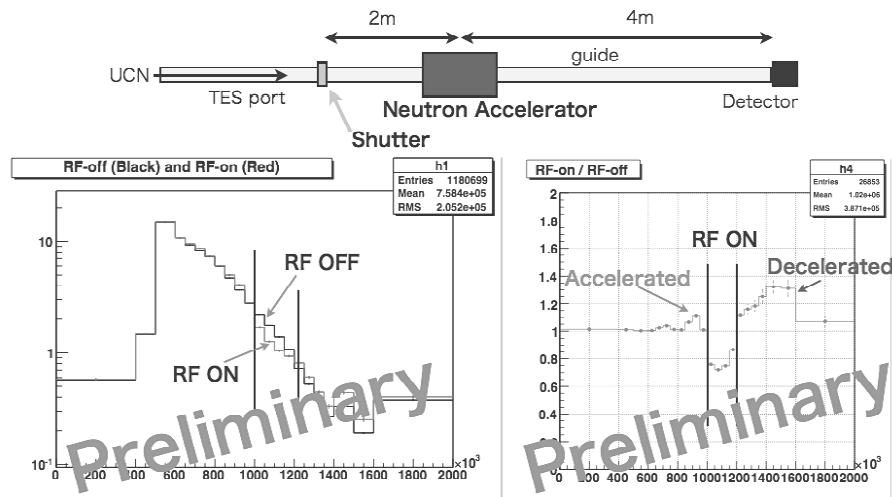 2m
4m
UCN
TES port
guide
Neutron Accelerator
Detector
Shutter
RF-off (Black) and RF-on (Red)
h1
Entries 1180699
Mean 7.584e+05
RMS 2.052e+05
10
1
10⁻¹
RF OFF
RF ON
Preliminary
0 200 400 600 800 1000 1200 1400 1600 1800 2000
×10³
RF-on / RF-off
h4
Entries 26853
Mean 1.02e+06
RMS 3.871e+05
2
1.8
1.6
1.4
1.2
1
0.8
0.6
0.4
0.2
0
RF ON
Accelerated
Decelerated
Preliminary
0 200 400 600 800 1000 1200 1400 1600 1800 2000
×10³